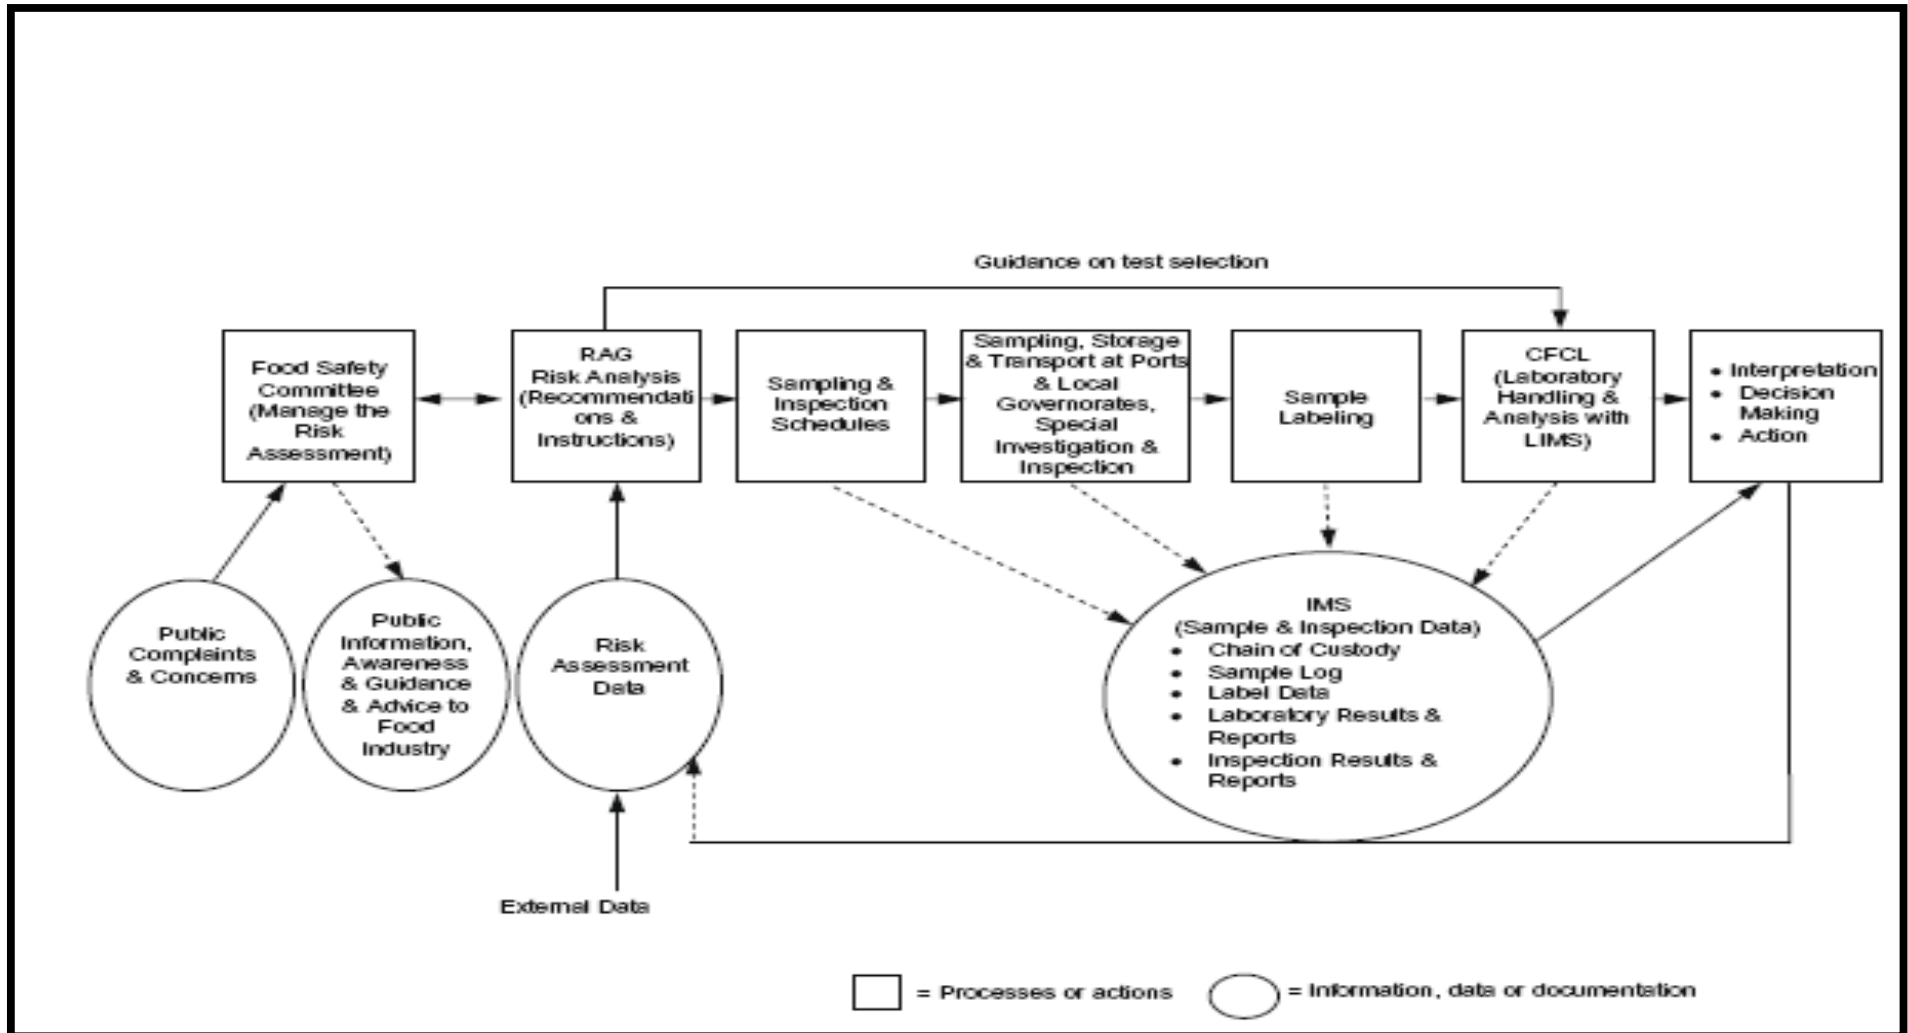 Guidance on test selection
Food Safety
Committee
(Manage the
Risk
Assessment)
RAG
Risk Analysis
(Recommendati
ons &
Instructions)
Sampling &
Inspection
Schedules
Sampling, Storage
& Transport at Ports
& Local
Governorates,
Special
Investigation &
Inspection
Sample
Labeling
CFCL
(Laboratory
Handling &
Analysis with
LIMS)
• Interpretation
• Decision
Making
• Action
Public
Complaints
& Concerns
Public
Information,
Awareness
& Guidance
& Advice to
Food
Industry
Risk
Assessment
Data
IMS
(Sample & Inspection Data)
• Chain of Custody
• Sample Log
• Label Data
• Laboratory Results &
Reports
• Inspection Results &
Reports
External Data
= Processes or actions
= Information, data or documentation